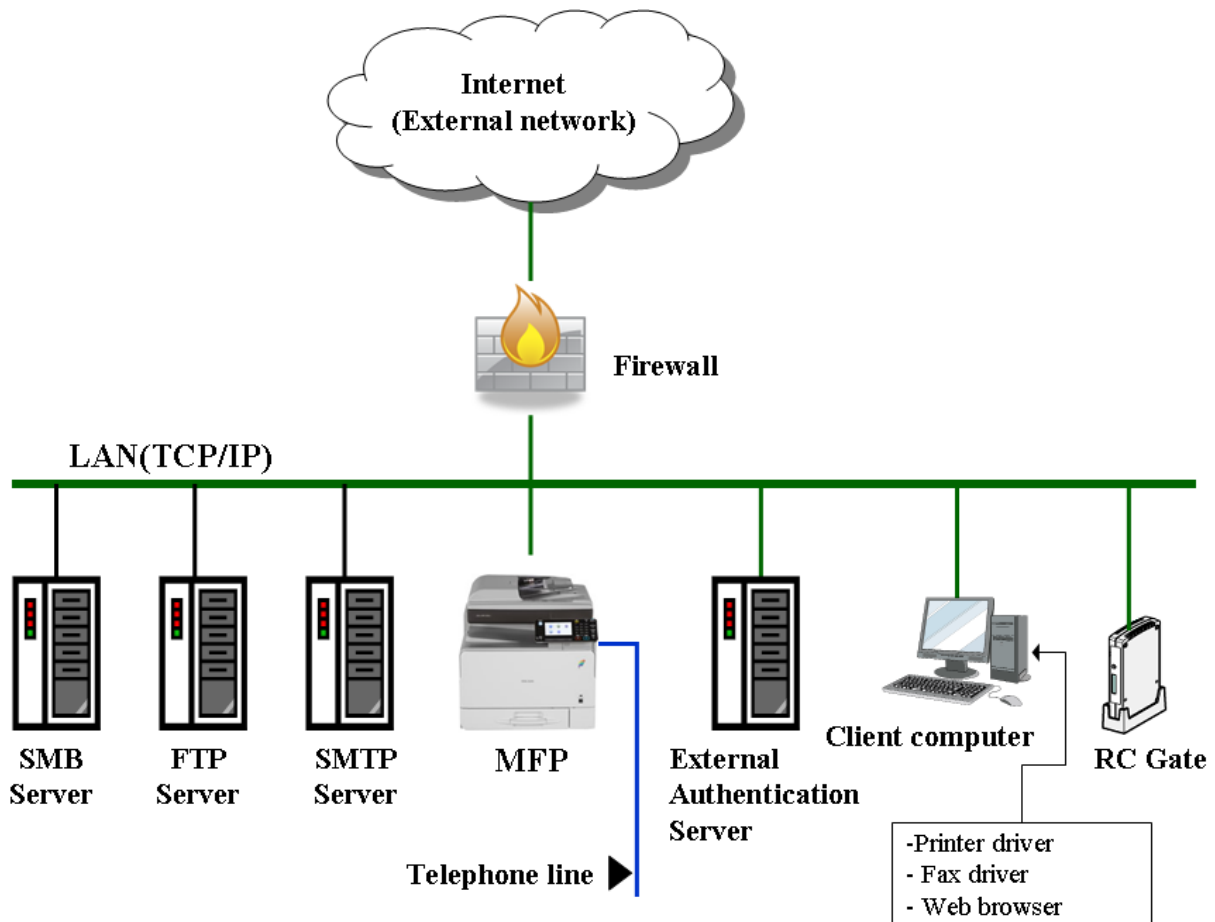 Internet
(External network)
Firewall
LAN(TCP/IP)
SMB
Server
FTP
Server
SMTP
Server
MFP
External
Authentication
Server
Client computer
RC Gate
Telephone line
-Printer driver
- Fax driver
- Web browser